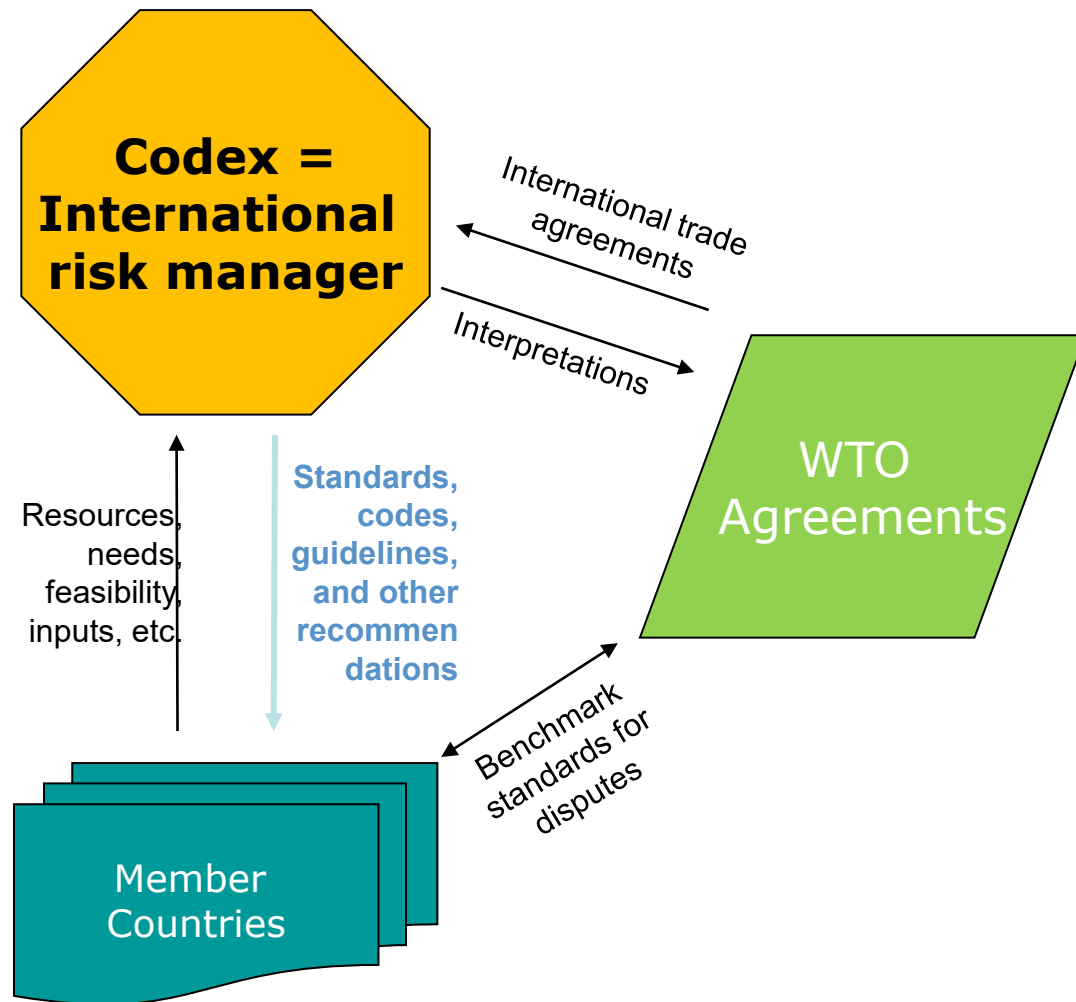 Codex =
International
risk manager
International trade
agreements
Interpretations
WTO
Agreements
Resources,
needs,
feasibility,
inputs, etc.
Standards,
codes,
guidelines,
and other
recommen
dations
Benchmark
standards for
disputes
Member
Countries